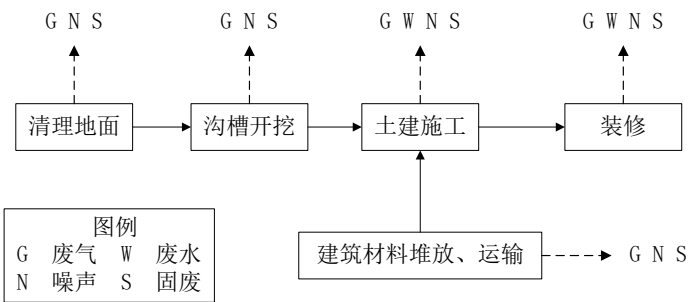 G N S
G N S
G W N S
G W N S
清理地面
沟槽开挖
土建施工
装修
图例
G 废气 W 废水
N 噪声 S 固废
建筑材料堆放、运输
G N S